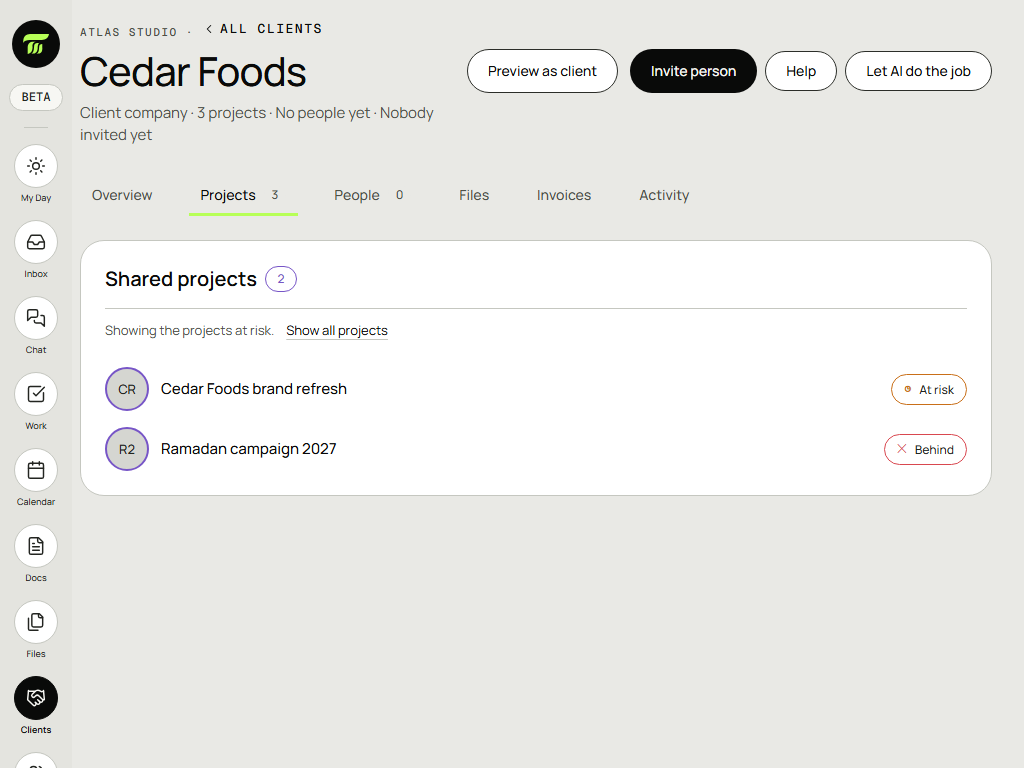 ATLAS STUDIO · ALL CLIENTS
Cedar Foods
Client company · 3 projects · No people yet · Nobody
invited yet
Preview as client
Invite person
Help
Let AI do the job
BETA
My Day
Inbox
Chat
Work
Calendar
Docs
Files
Clients
Overview
Projects 3
People 0
Files
Invoices
Activity
Shared projects 2
Showing the projects at risk. Show all projects
CR Cedar Foods brand refresh At risk
R2 Ramadan campaign 2027 Behind